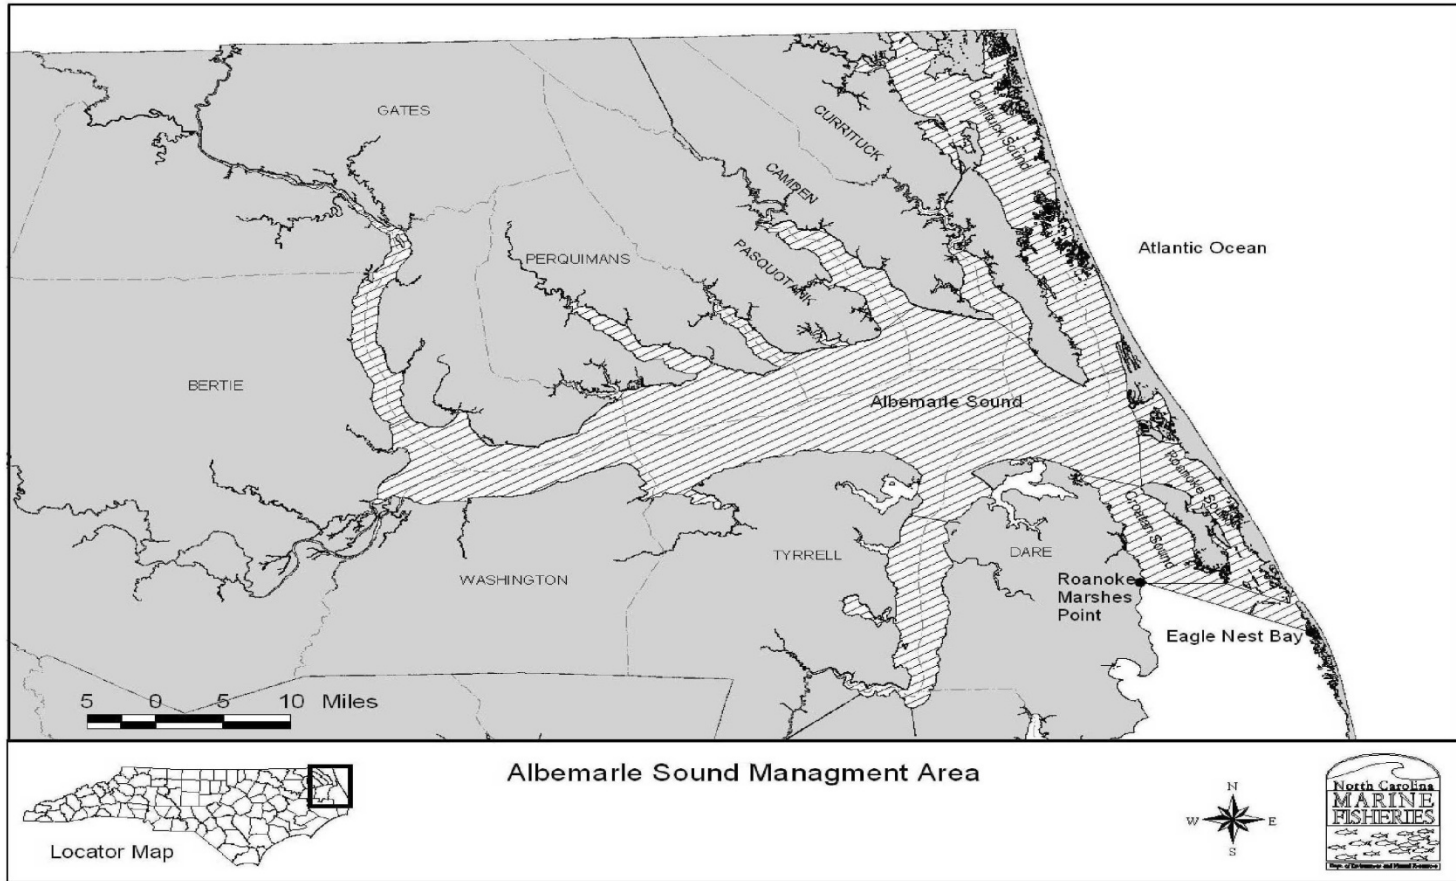 GATES
CURRITUCK
Currituck Sound
CAMDEN
PASQUOTANK
PERQUIMANS
Atlantic Ocean
BERTIE
Albemarle Sound
Roanoke Sound
Croatan Sound
WASHINGTON
TYRRELL
DARE
Roanoke
Marshes
Point
Eagle Nest Bay
5 0 5 10 Miles
Albemarle Sound Managment Area
Locator Map
N
W E
S
North Carolina
MARINE
FISHERIES